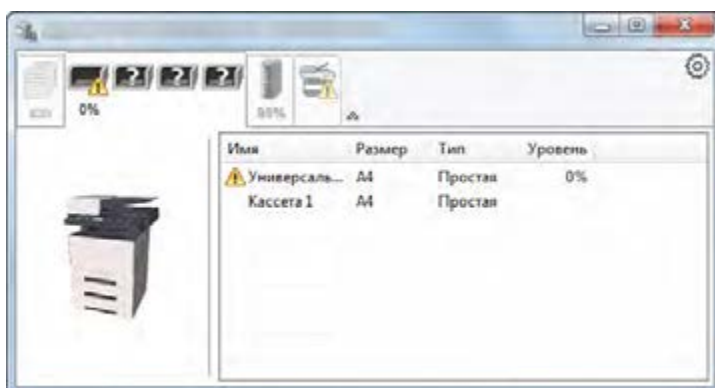 ? ? ?
0%
Имя Размер Тип Уровень
Универсаль... A4 Простая 0%
Кассета 1 A4 Простая